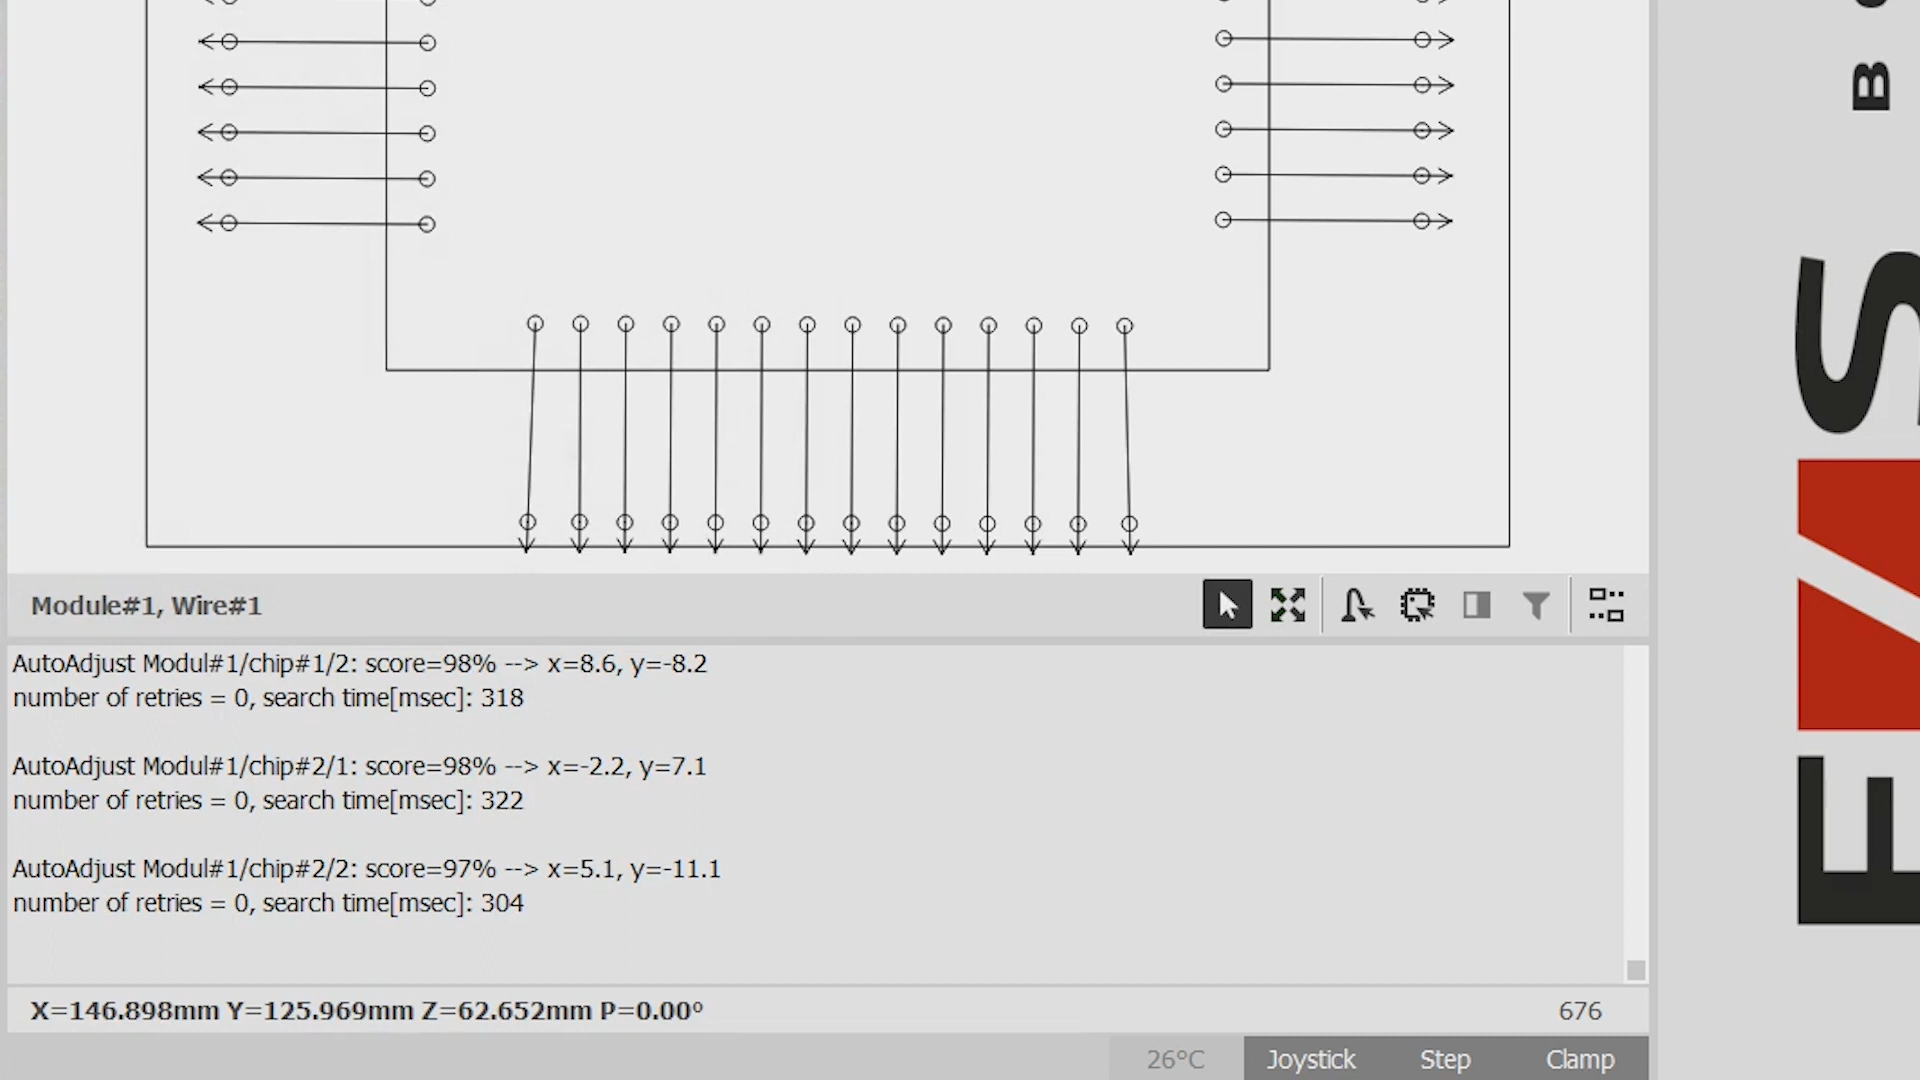 Module#1, Wire#1
AutoAdjust Modul#1/chip#1/2: score=98% --> x=8.6, y=-8.2
number of retries = 0, search time[msec]: 318
AutoAdjust Modul#1/chip#2/1: score=98% --> x=-2.2, y=7.1
number of retries = 0, search time[msec]: 322
AutoAdjust Modul#1/chip#2/2: score=97% --> x=5.1, y=-11.1
number of retries = 0, search time[msec]: 304
X=146.898mm Y=125.969mm Z=62.652mm P=0.00º
676
26°C
Joystick
Step
Clamp